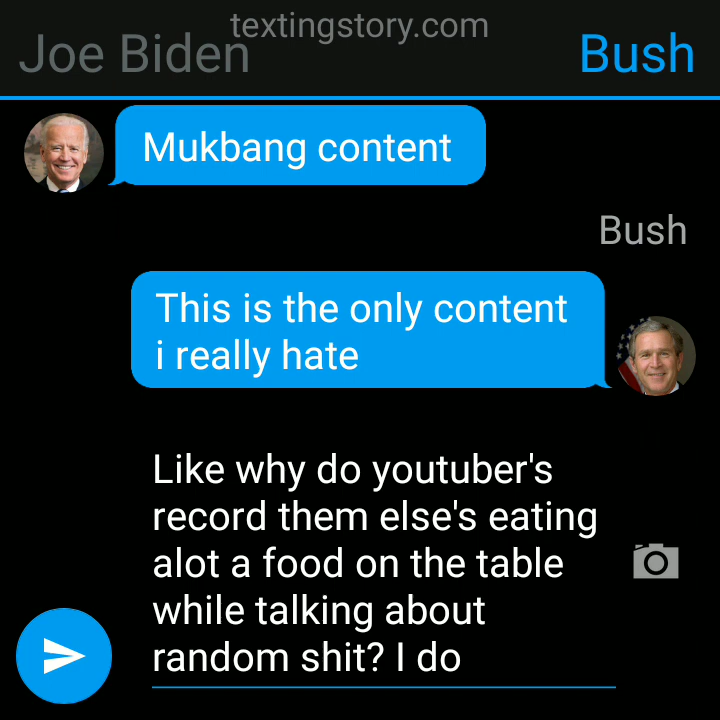 textingstory.com
Joe Biden
Bush
Mukbang content
Bush
This is the only content
i really hate
Like why do youtuber's
record them else's eating
alot a food on the table
while talking about
random shit? I do